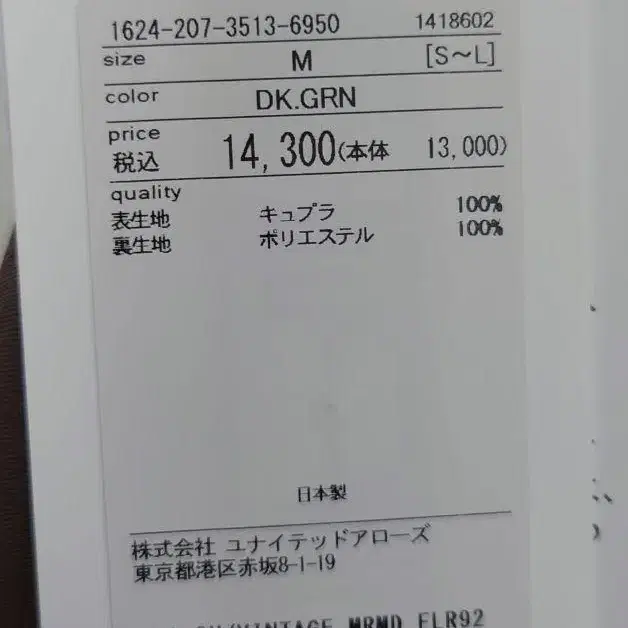 1624-207-3513-6950 1418602
size M [S～L]
color DK.GRN
price
税込 14,300(本体 13,000)
quality
表生地 キュプラ 100%
裏生地 ポリエステル 100%
日本製
株式会社 ユナイテッドアローズ
東京都港区赤坂8-1-19
MRMD FLR92